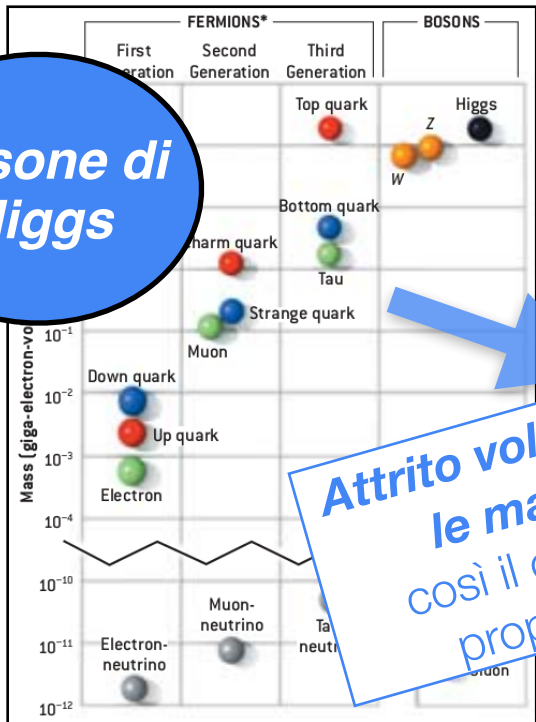 FERMIONS*
BOSONS
First
Second
Third
Generation
Generation
Top quark
Higgs
Z
W
Bottom quark
Tau
Strange quark
Muon
Down quark
Up quark
Electron
Mass (giga-electron-vo
10⁻¹
10⁻²
10⁻³
10⁻⁴
10⁻¹⁰
10⁻¹¹
10⁻¹²
Muon-
neutrino
Electron-
neutrino
sone di
Higgs
Attrito vol
le ma
così il
prop